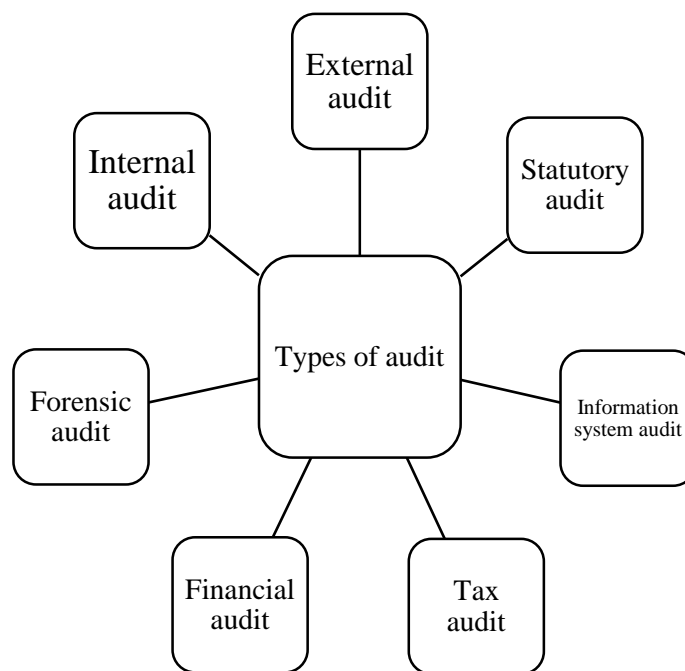 External
audit
Statutory
audit
Information
system audit
Tax
audit
Financial
audit
Forensic
audit
Internal
audit
Types of audit